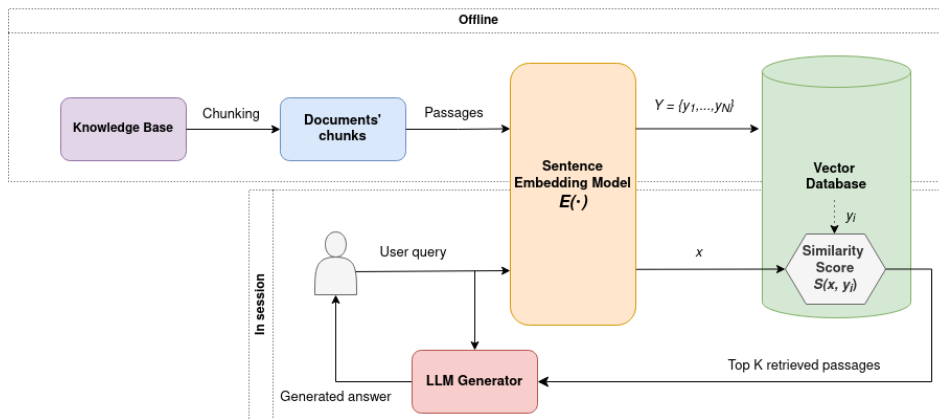 Offline
Knowledge Base
Chunking
Documents'
chunks
Passages
Sentence
Embedding Model
E(·)
Y = {y1,...,yN}
Vector
Database
yi
Similarity
Score
S(x, yi)
x
In session
User query
LLM Generator
Generated answer
Top K retrieved passages